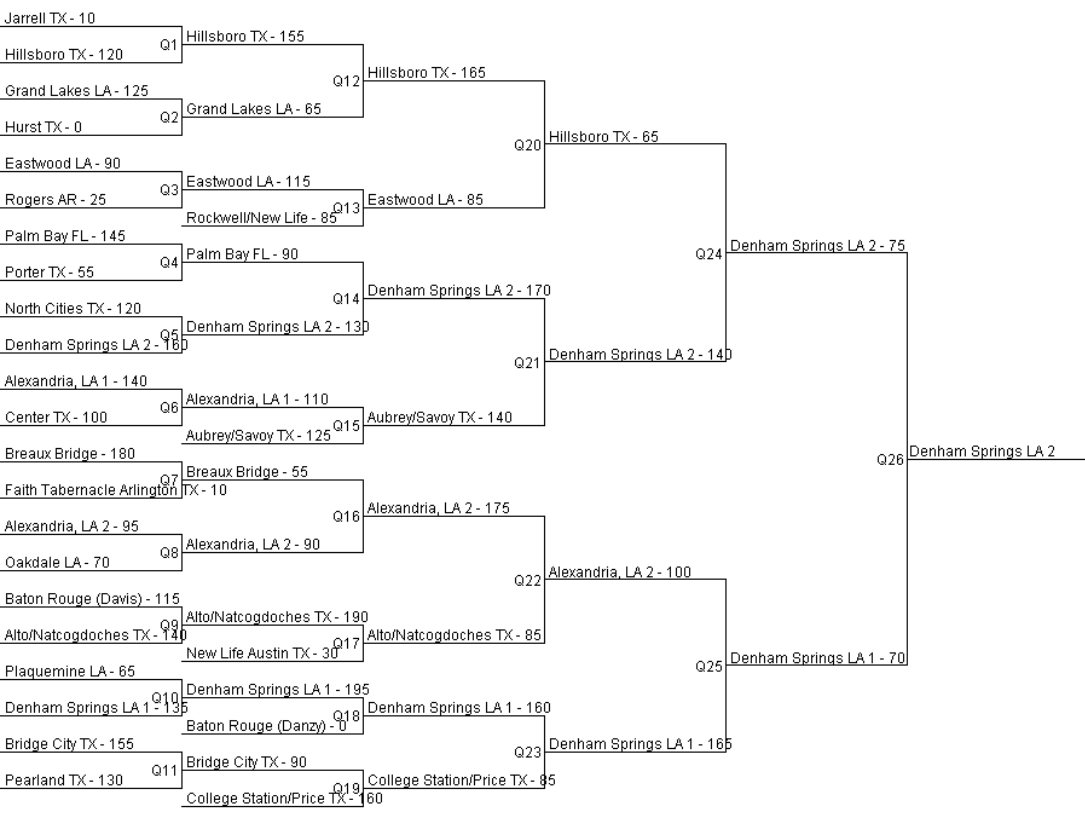 Jarrell TX - 10
Hillsboro TX - 120
Grand Lakes LA - 125
Hurst TX - 0
Eastwood LA - 90
Rogers AR - 25
Palm Bay FL - 145
Porter TX - 55
North Cities TX - 120
Denham Springs LA 2 - 160
Alexandria, LA 1 - 140
Center TX - 100
Breaux Bridge - 180
Faith Tabernacle Arlington TX - 10
Alexandria, LA 2 - 95
Oakdale LA - 70
Baton Rouge (Davis) - 115
Alto/Natcogdoches TX - 140
Plaquemine LA - 65
Denham Springs LA 1 - 135
Bridge City TX - 155
Pearland TX - 130
Q1
Q2
Q3
Q4
Q5
Q6
Q7
Q8
Q9
Q10
Q11
Hillsboro TX - 155
Grand Lakes LA - 65
Eastwood LA - 115
Rockwell/New Life - 85
Palm Bay FL - 90
Denham Springs LA 2 - 130
Alexandria, LA 1 - 110
Aubrey/Savoy TX - 125
Breaux Bridge - 55
Alexandria, LA 2 - 90
Alto/Natcogdoches TX - 190
New Life Austin TX - 30
Denham Springs LA 1 - 195
Baton Rouge (Danzy) - 0
Bridge City TX - 90
College Station/Price TX - 160
Q12
Q13
Q14
Q15
Q16
Q17
Q18
Q19
Hillsboro TX - 165
Eastwood LA - 85
Denham Springs LA 2 - 170
Aubrey/Savoy TX - 140
Alexandria, LA 2 - 175
Alto/Natcogdoches TX - 85
Denham Springs LA 1 - 160
College Station/Price TX - 85
Q20
Q21
Q22
Q23
Hillsboro TX - 65
Denham Springs LA 2 - 140
Alexandria, LA 2 - 100
Denham Springs LA 1 - 165
Q24
Q25
Denham Springs LA 2 - 75
Denham Springs LA 1 - 70
Q26
Denham Springs LA 2